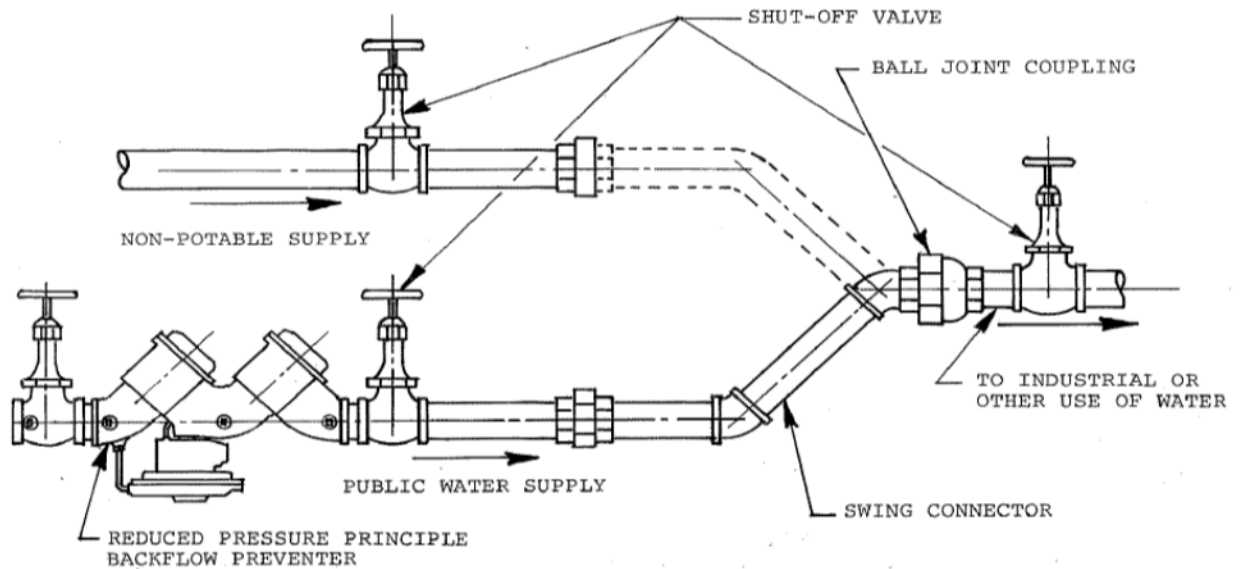 SHUT-OFF VALVE
BALL JOINT COUPLING
NON-POTABLE SUPPLY
TO INDUSTRIAL OR
OTHER USE OF WATER
PUBLIC WATER SUPPLY
SWING CONNECTOR
REDUCED PRESSURE PRINCIPLE
BACKFLOW PREVENTER